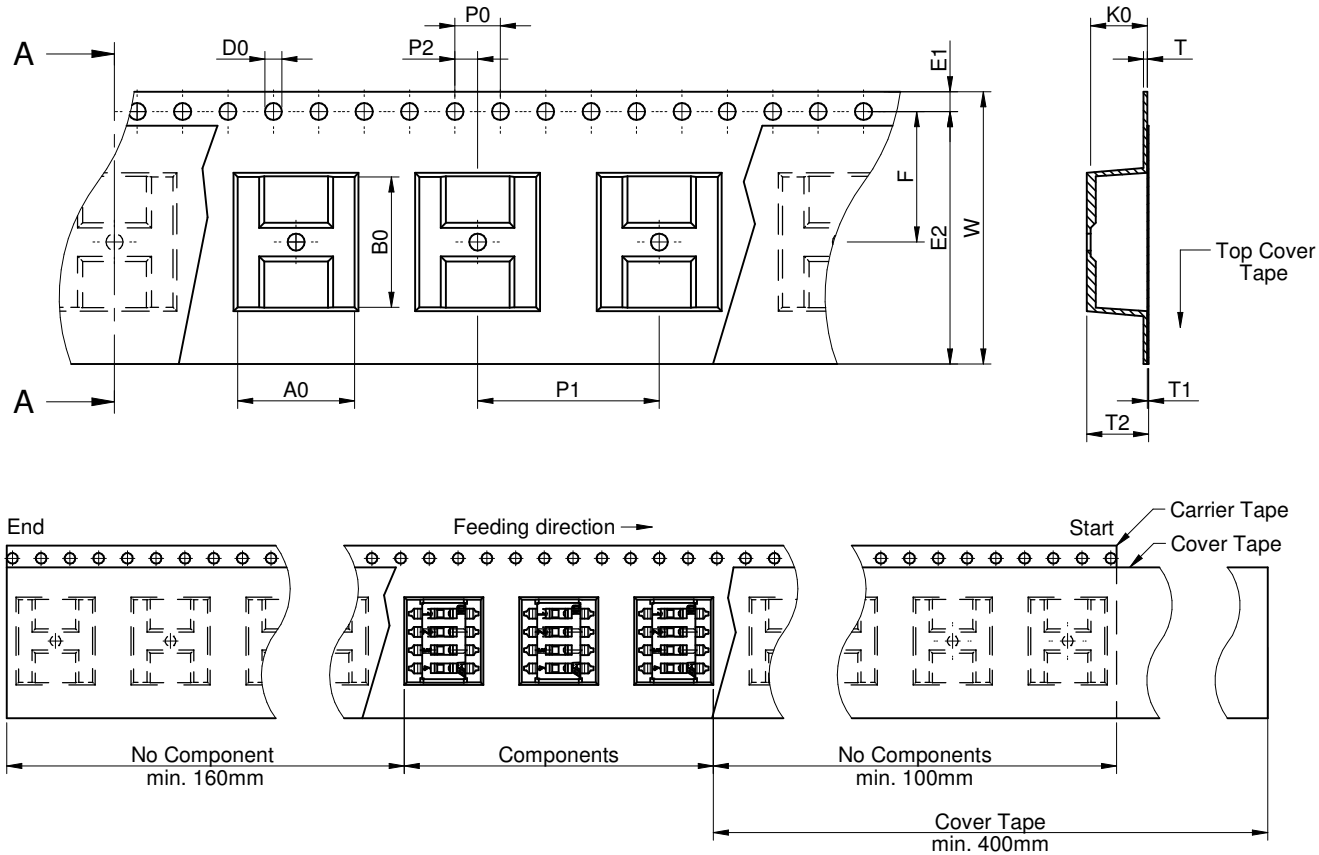 A
D0
P2
P0
K0
T
E1
F
E2
W
B0
A0
P1
A
Top Cover
Tape
T1
T2
End
Feeding direction
Start
Carrier Tape
Cover Tape
No Component
min. 160mm
Components
No Components
min. 100mm
Cover Tape
min. 400mm